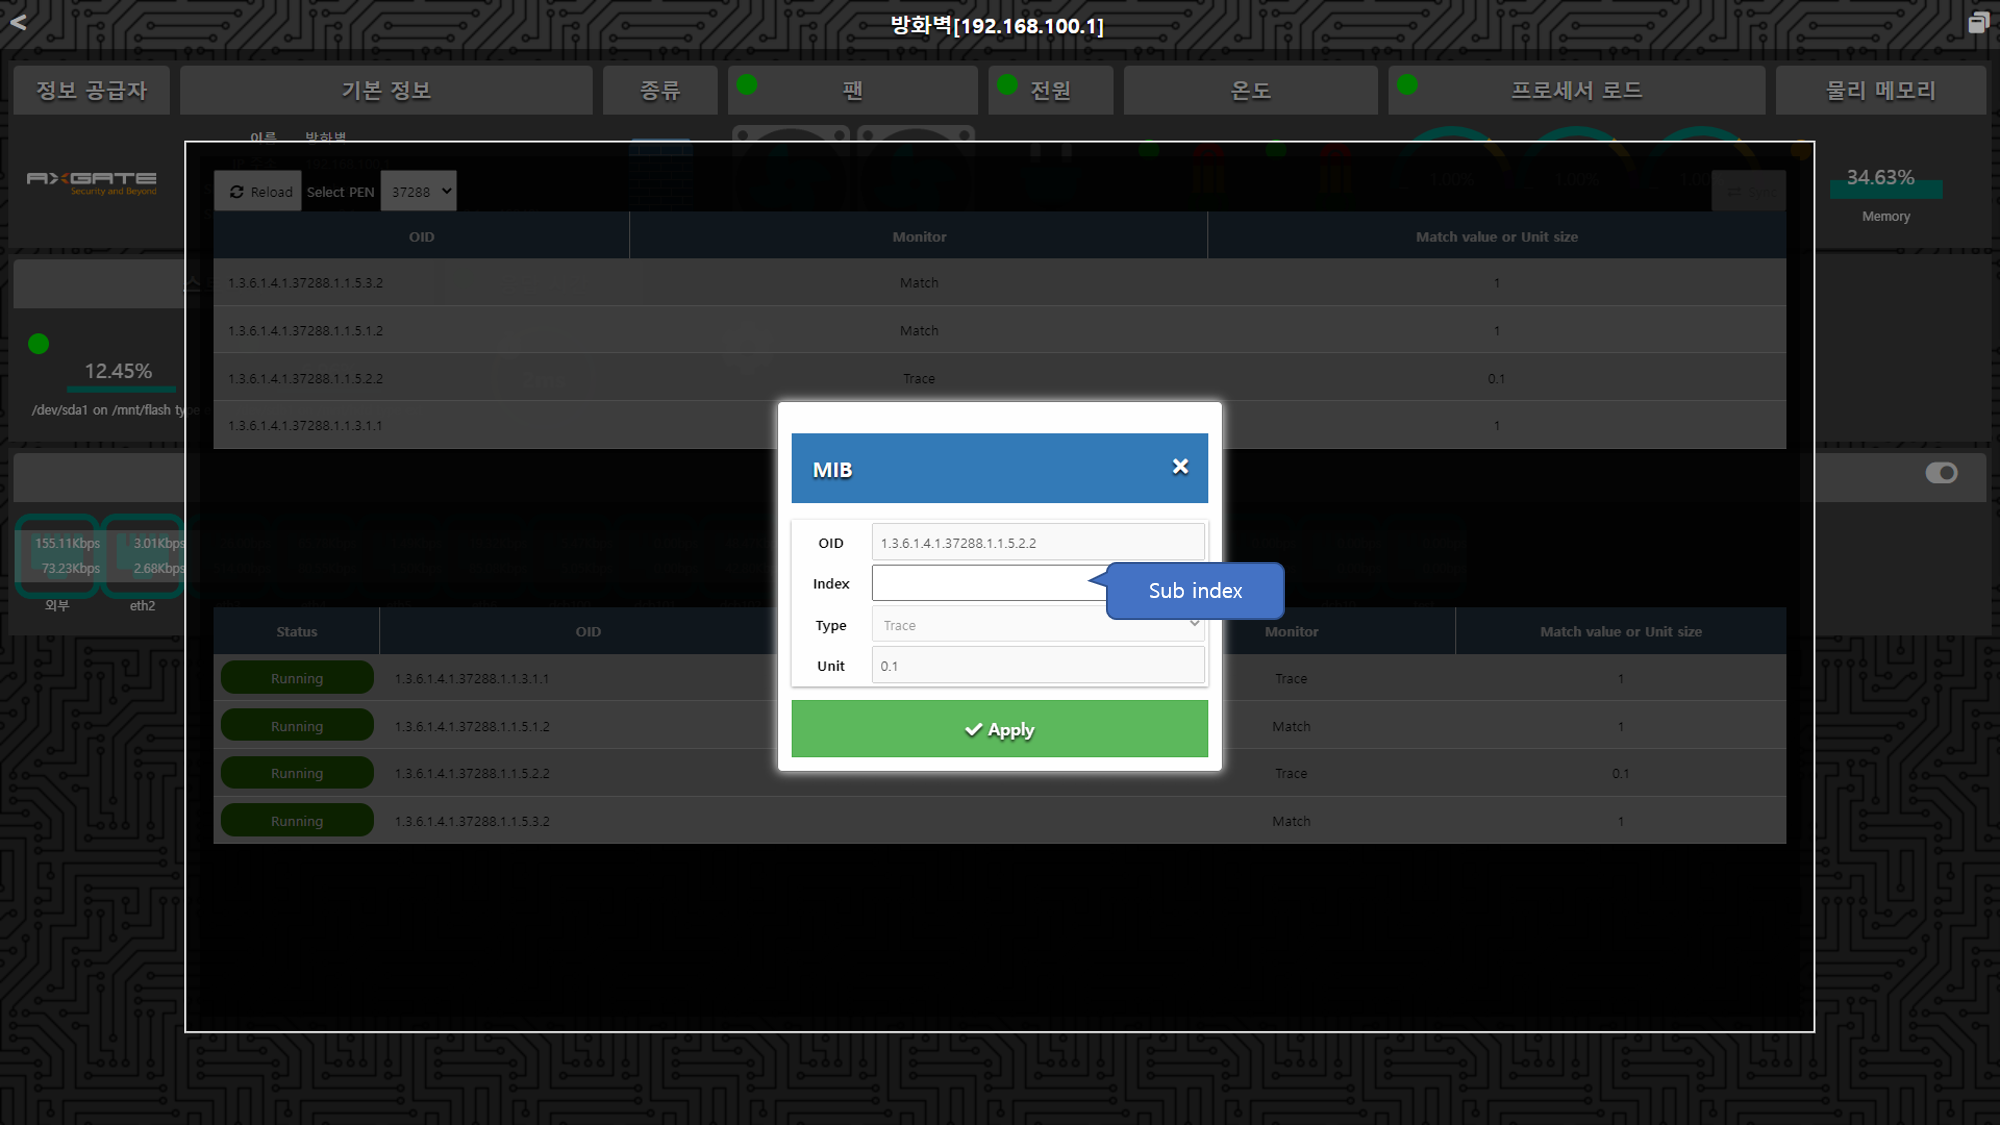 방화벽[192.168.100.1]
정보 공급자
기본 정보
종류
팬
전원
온도
프로세서 로드
물리 메모리
이름 방화벽
AXGATE
Security and Beyond
34.63%
Memory
Reload
Select PEN
37288
Sync
OID
Monitor
Match value or Unit size
1.3.6.1.4.1.37288.1.1.5.3.2
Match
1
1.3.6.1.4.1.37288.1.1.5.1.2
Match
1
1.3.6.1.4.1.37288.1.1.5.2.2
Trace
0.1
1.3.6.1.4.1.37288.1.1.3.1.1
1
12.45%
/dev/sda1 on /mnt/flash type
MIB
OID
1.3.6.1.4.1.37288.1.1.5.2.2
Index
Sub index
Type
Trace
Unit
0.1
Apply
155.11Kbps
73.23Kbps
외부
3.01Kbps
2.68Kbps
eth2
Status
OID
Monitor
Match value or Unit size
Running
1.3.6.1.4.1.37288.1.1.3.1.1
Trace
1
Running
1.3.6.1.4.1.37288.1.1.5.1.2
Match
1
Running
1.3.6.1.4.1.37288.1.1.5.2.2
Trace
0.1
Running
1.3.6.1.4.1.37288.1.1.5.3.2
Match
1